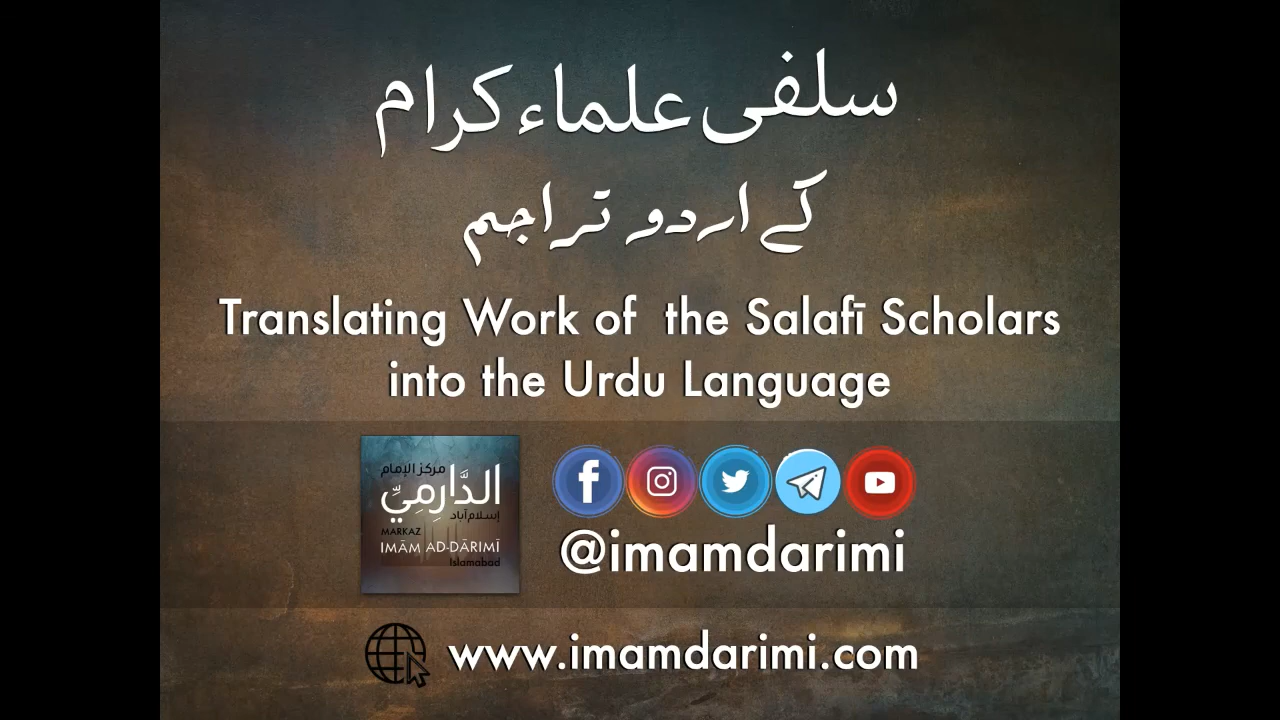 سلفی علماء کرام
کے اردو تراجم
Translating Work of the Salafī Scholars
into the Urdu Language
مركز الإمام
الدَّارِمِيِّ
إسلام آباد
MARKAZ
IMĀM AD-DĀRIMĪ
Islamabad
@imamdarimi
www.imamdarimi.com